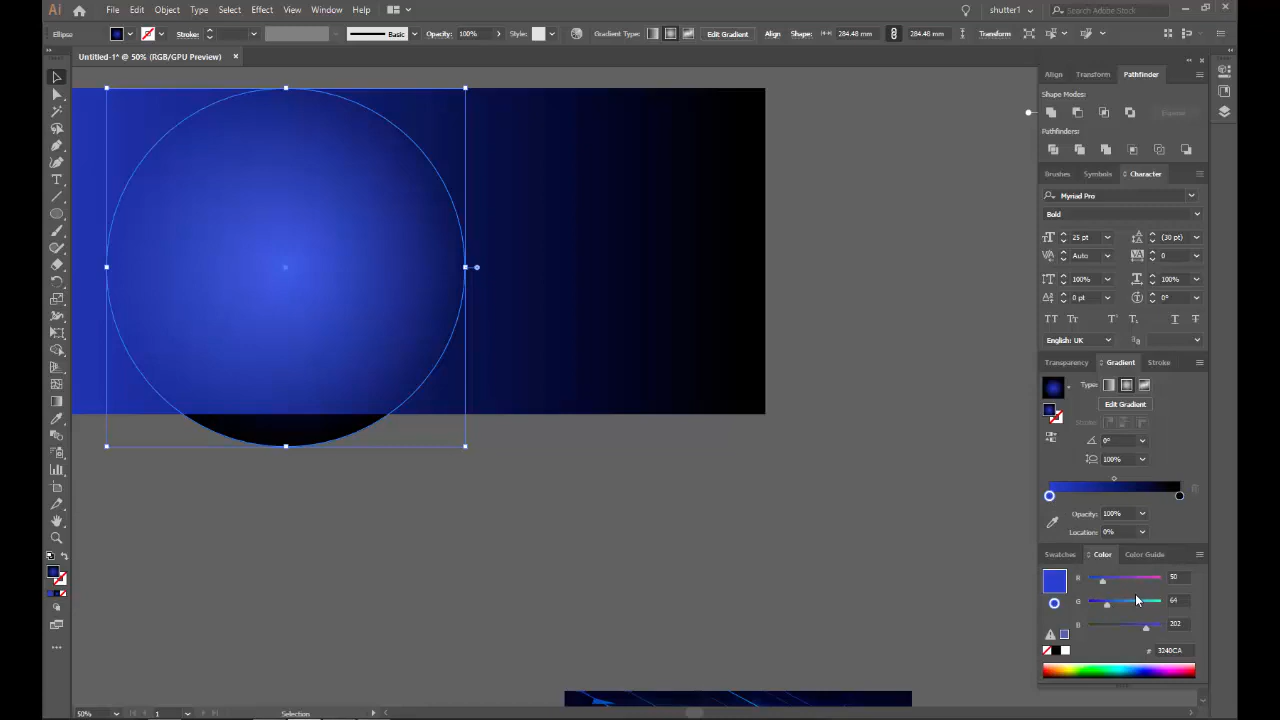 Ai File Edit Object Type Select Effect View Window Help shutter1 Search Adobe Stock
Ellipse Stroke: Basic Opacity: 100% Style: Gradient Type: Edit Gradient Align Shape: 284.48 mm 284.48 mm Transform
Untitled-1* @ 50% (RGB/GPU Preview) ×
Align Transform Pathfinder
Shape Modes:
Expand
Pathfinders:
Brushes Symbols Character
Myriad Pro
Bold
25 pt (30 pt)
Auto 0
100% 100%
0 pt 0°
English: UK
Transparency Gradient Stroke
Type:
Edit Gradient
Stroke:
0°
100%
Opacity: 100%
Location: 0%
Swatches Color Color Guide
R 50
G 64
B 202
# 3240CA
50% 1 Selection